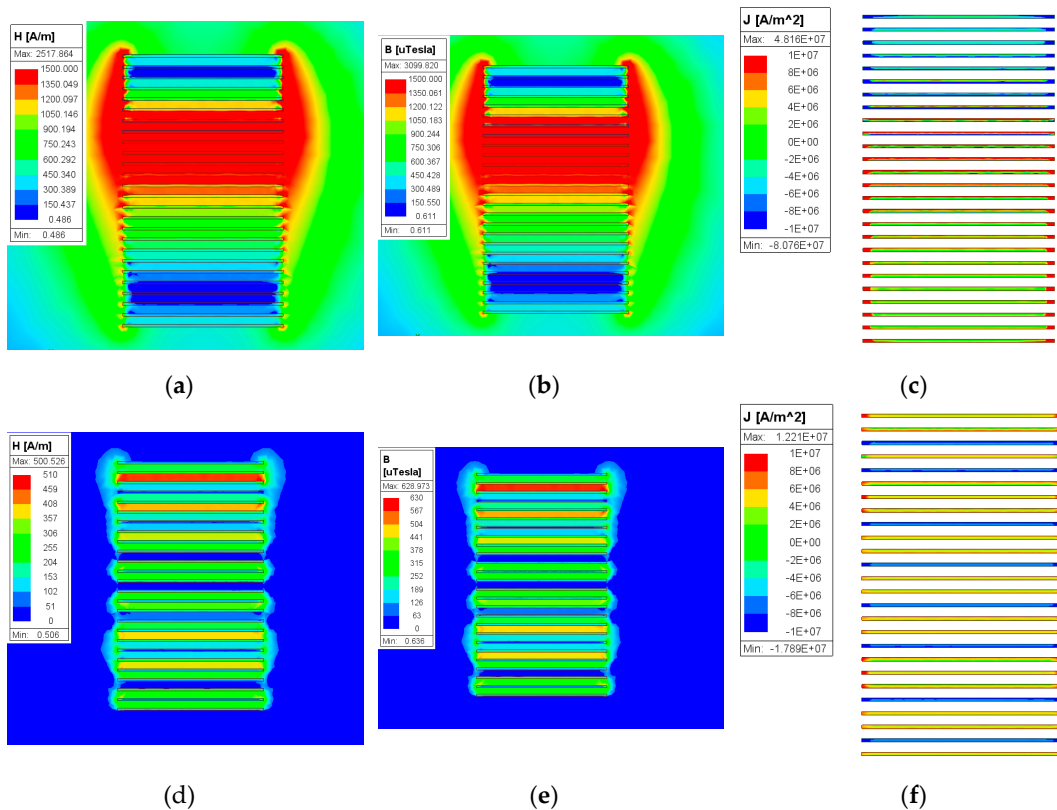 H [A/m]
Max: 2517.864
1500.000
1350.049
1200.097
1050.146
900.194
750.243
600.292
450.340
300.389
150.437
0.486
Min: 0.486
B [uTesla]
Max: 3099.820
1500.000
1350.061
1200.122
1050.183
900.244
750.306
600.367
450.428
300.489
150.550
0.611
Min: 0.611
J [A/m^2]
Max: 4.816E+07
1E+07
8E+06
6E+06
4E+06
2E+06
0E+00
-2E+06
-4E+06
-6E+06
-8E+06
-1E+07
Min: -8.076E+07
(a)
(b)
(c)
H [A/m]
Max: 500.526
510
459
408
357
306
255
204
153
102
51
0
Min: 0.506
B
[uTesla]
Max: 628.973
630
567
504
441
378
315
252
189
126
63
0
Min: 0.636
J [A/m^2]
Max: 1.221E+07
1E+07
8E+06
6E+06
4E+06
2E+06
0E+00
-2E+06
-4E+06
-6E+06
-8E+06
-1E+07
Min: -1.789E+07
(d)
(e)
(f)